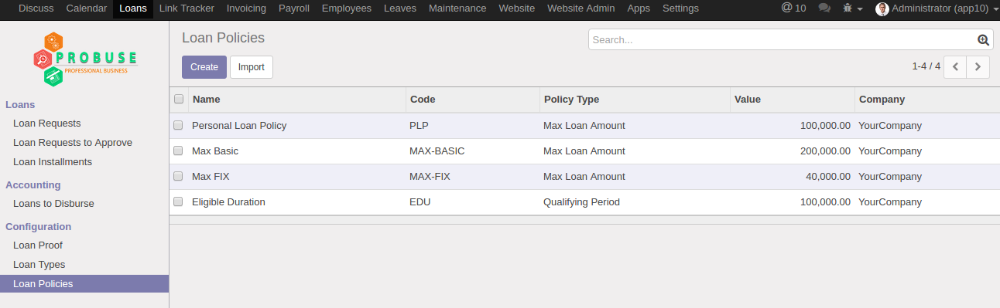 Discuss Calendar Loans Link Tracker Invoicing Payroll Employees Leaves Maintenance Website Website Admin Apps Settings @ 10 Administrator (app10)
PROBUSE
PROFESSIONAL BUSINESS
Loans
Loan Requests
Loan Requests to Approve
Loan Installments
Accounting
Loans to Disburse
Configuration
Loan Proof
Loan Types
Loan Policies
Loan Policies
Search...
Create Import
1-4 / 4
Name Code Policy Type Value Company
Personal Loan Policy PLP Max Loan Amount 100,000.00 YourCompany
Max Basic MAX-BASIC Max Loan Amount 200,000.00 YourCompany
Max FIX MAX-FIX Max Loan Amount 40,000.00 YourCompany
Eligible Duration EDU Qualifying Period 100,000.00 YourCompany